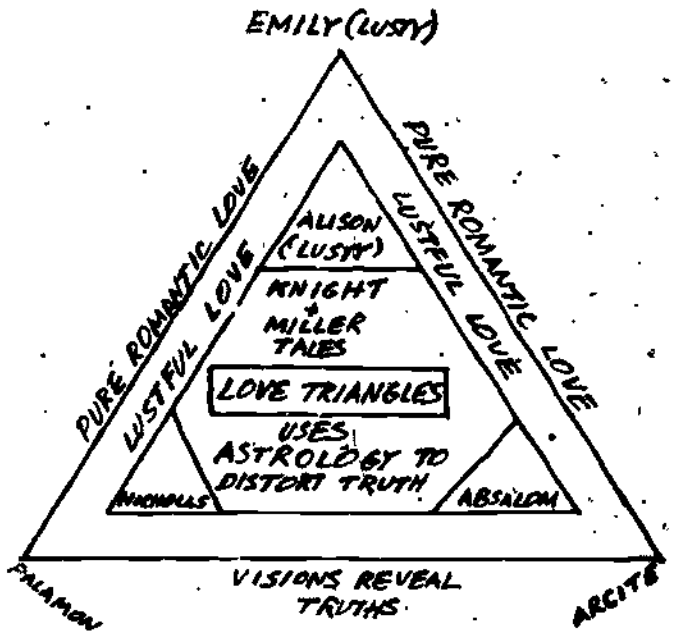 EMILY (LUSTY)
PURE ROMANTIC LOVE
PURE ROMANTIC LOVE
LUSTFUL LOVE
LUSTFUL LOVE
ALISON
(LUSTY)
KNIGHT
+
MILLER
TALES
LOVE TRIANGLES
USES
ASTROLOGY TO
DISTORT TRUTH
ABSALOM
PALAMON
VISIONS REVEAL
TRUTHS
ARCITE